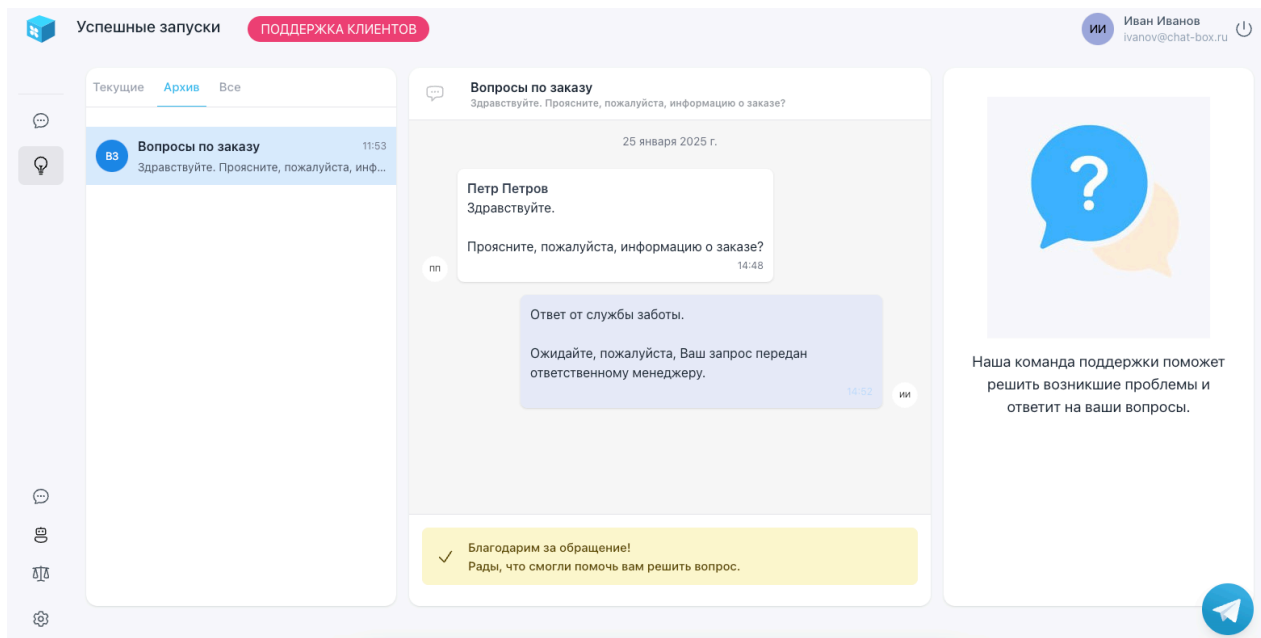 Успешные запуски
ПОДДЕРЖКА КЛИЕНТОВ
ИИ
Иван Иванов
ivanov@chat-box.ru
Текущие Архив Все
ВЗ
Вопросы по заказу 11:53
Здравствуйте. Проясните, пожалуйста, инф...
Вопросы по заказу
Здравствуйте. Проясните, пожалуйста, информацию о заказе?
25 января 2025 г.
Петр Петров
Здравствуйте.
Проясните, пожалуйста, информацию о заказе?
14:48
пп
Ответ от службы заботы.
Ожидайте, пожалуйста, Ваш запрос передан
ответственному менеджеру.
14:52
ии
Благодарим за обращение!
Рады, что смогли помочь вам решить вопрос.
?
Наша команда поддержки поможет
решить возникшие проблемы и
ответит на ваши вопросы.